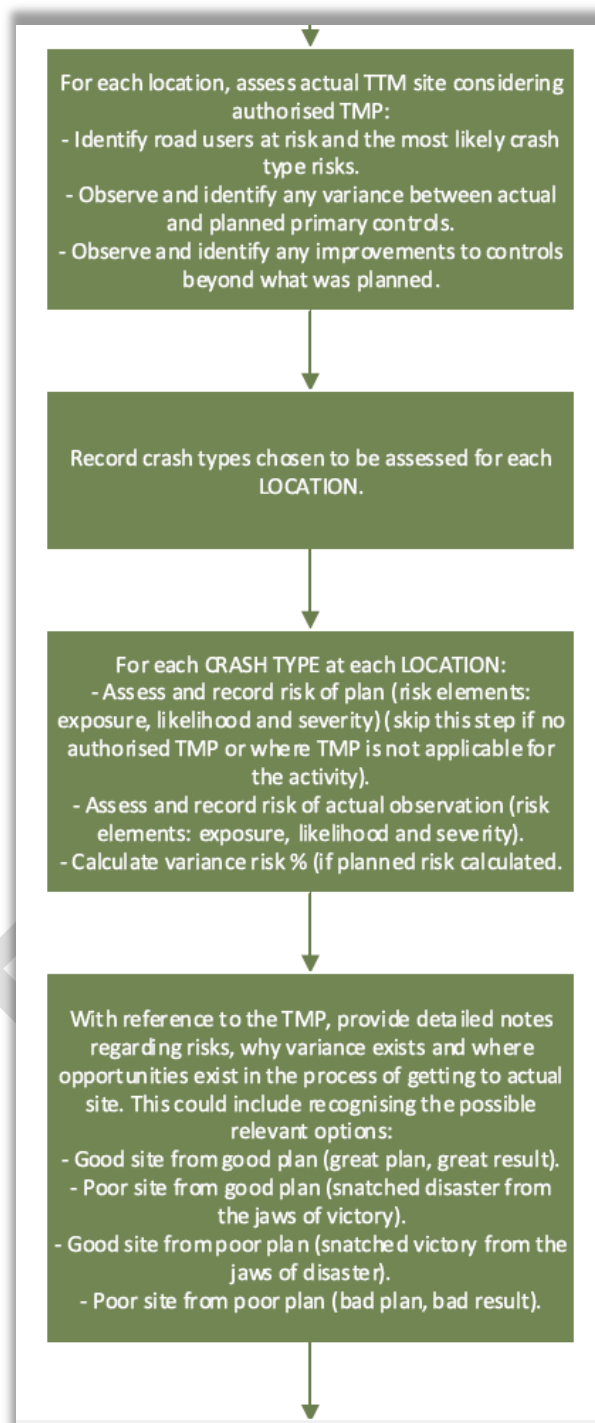 For each location, assess actual TTM site considering
authorised TMP:
- Identify road users at risk and the most likely crash
type risks.
- Observe and identify any variance between actual
and planned primary controls.
- Observe and identify any improvements to controls
beyond what was planned.
Record crash types chosen to be assessed for each
LOCATION.
For each CRASH TYPE at each LOCATION:
- Assess and record risk of plan (risk elements:
exposure, likelihood and severity) (skip this step if no
authorised TMP or where TMP is not applicable for
the activity).
- Assess and record risk of actual observation (risk
elements: exposure, likelihood and severity).
- Calculate variance risk % (if planned risk calculated.
With reference to the TMP, provide detailed notes
regarding risks, why variance exists and where
opportunities exist in the process of getting to actual
site. This could include recognising the possible
relevant options:
- Good site from good plan (great plan, great result).
- Poor site from good plan (snatched disaster from
the jaws of victory).
- Good site from poor plan (snatched victory from the
jaws of disaster).
- Poor site from poor plan (bad plan, bad result).